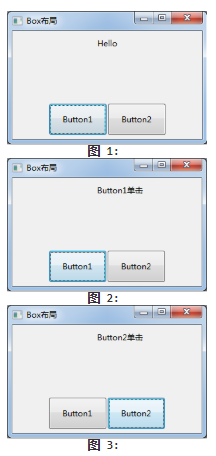 Box布局
Hello
Button1 Button2
图 1:
Box布局
Button1单击
Button1 Button2
图 2:
Box布局
Button2单击
Button1 Button2
图 3: